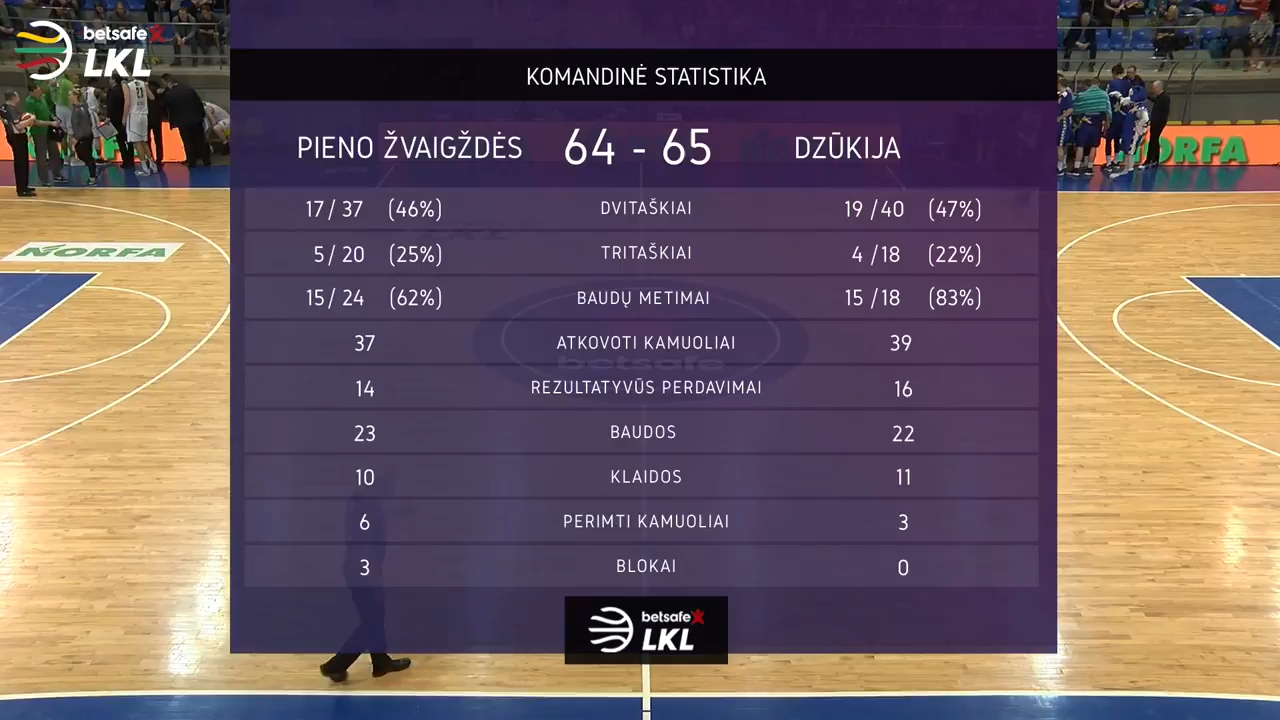 betsafe
LKL
KOMANDINĖ STATISTIKA
PIENO ŽVAIGŽDĖS 64 - 65 DZŪKIJA
17 / 37 (46%) DVITAŠKIAI 19 / 40 (47%)
5 / 20 (25%) TRITAŠKIAI 4 / 18 (22%)
15 / 24 (62%) BAUDŲ METIMAI 15 / 18 (83%)
37 ATKOVOTI KAMUOLIAI 39
14 REZULTATYVŪS PERDAVIMAI 16
23 BAUDOS 22
10 KLAIDOS 11
6 PERIMTI KAMUOLIAI 3
3 BLOKAI 0
betsafe
LKL
NORFA
NORFA
betsafe